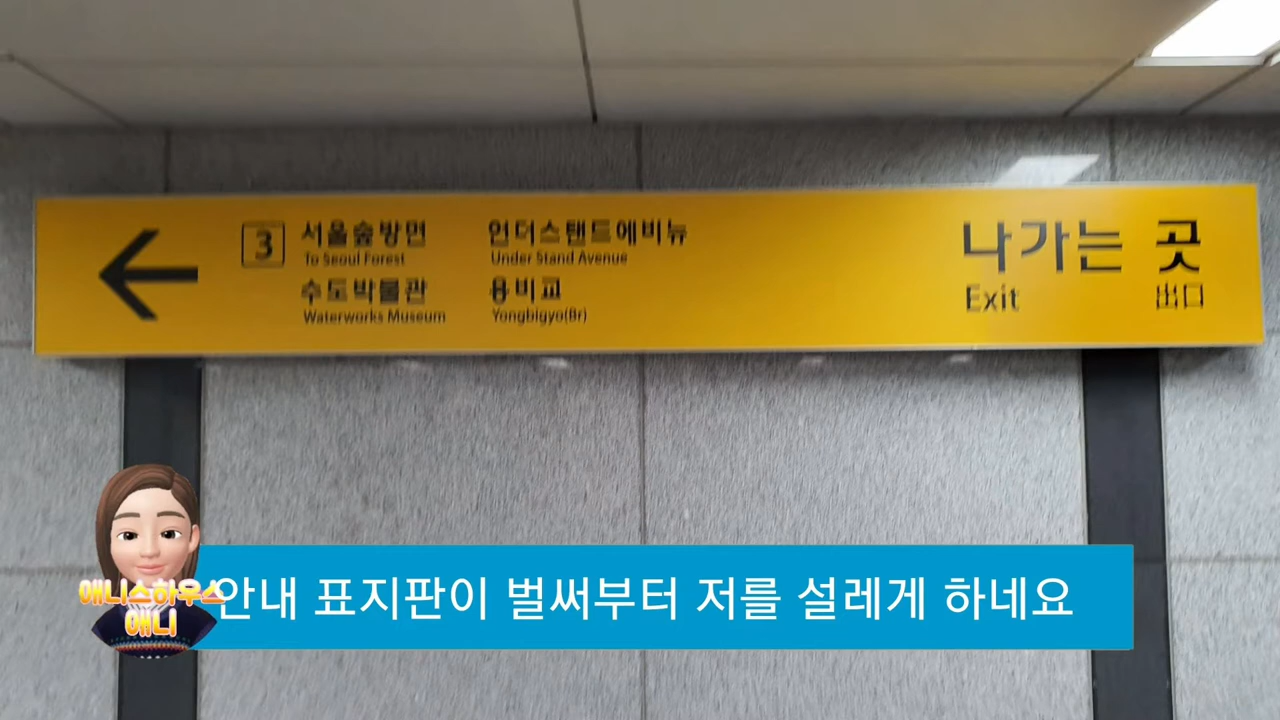 3 서울숲방면
To Seoul Forest
수도박물관
Waterworks Museum
언더스탠드에비뉴
Under Stand Avenue
용비교
Yongbigyo(Br)
나가는 곳
Exit 出口
안내 표지판이 벌써부터 저를 설레게 하네요
애니스하우스
애니